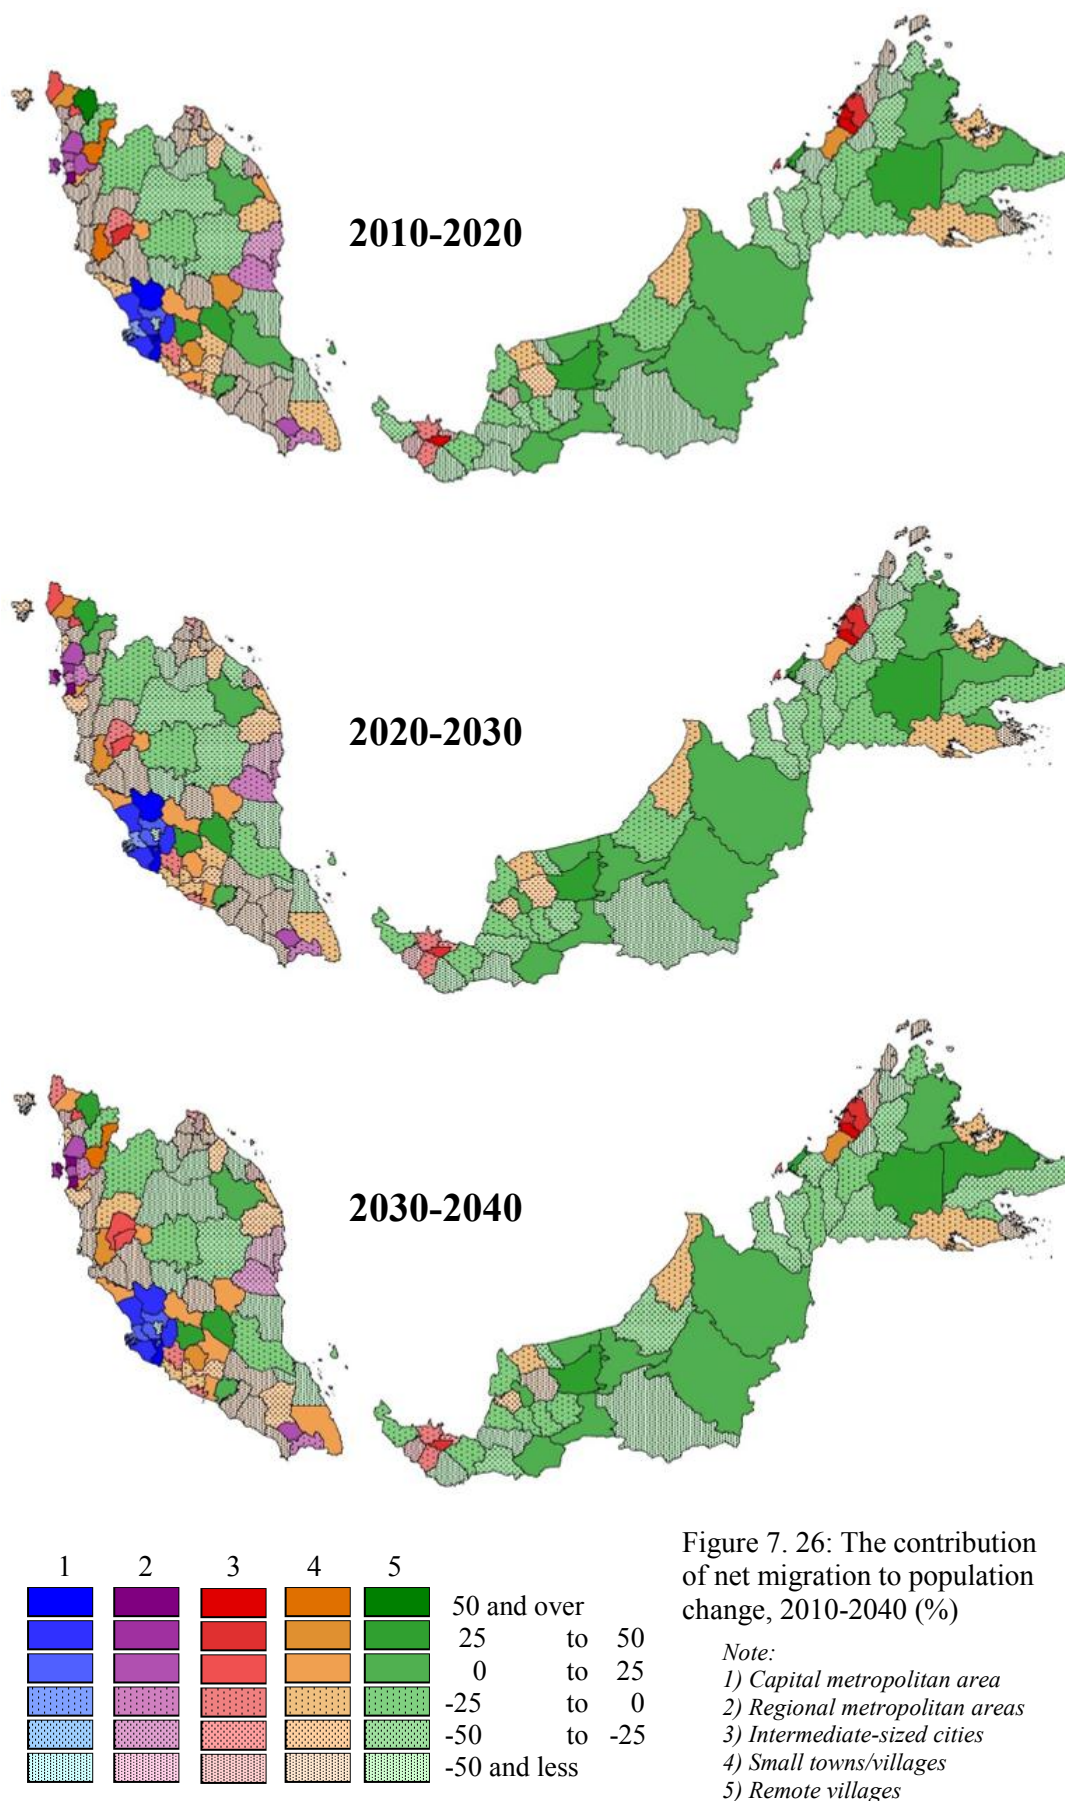 2010-2020
2020-2030
2030-2040
1 2 3 4 5
50 and over
25 to 50
0 to 25
-25 to 0
-50 to -25
-50 and less
Figure 7. 26: The contribution
of net migration to population
change, 2010-2040 (%)
Note:
1) Capital metropolitan area
2) Regional metropolitan areas
3) Intermediate-sized cities
4) Small towns/villages
5) Remote villages